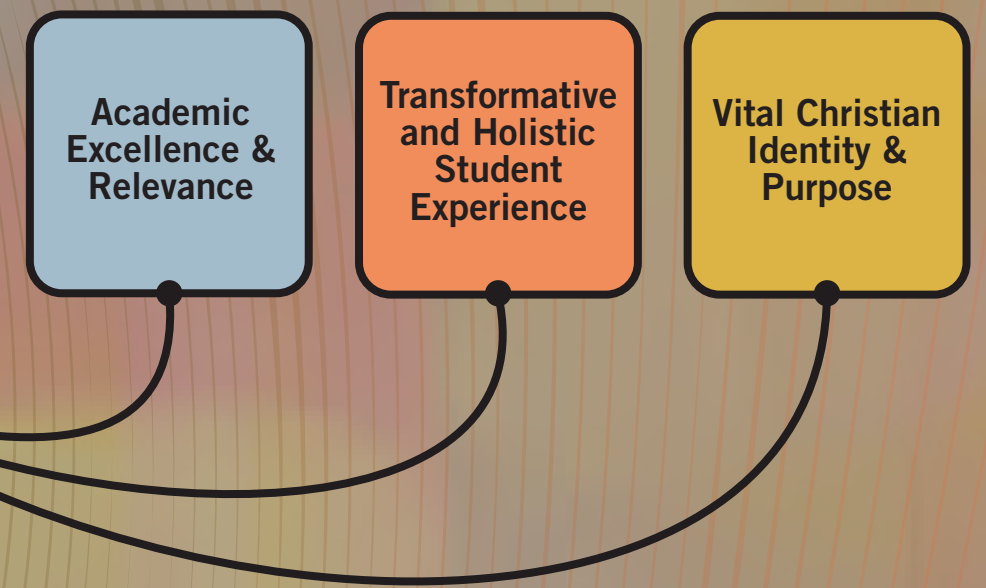 Academic
Excellence &
Relevance
Transformative
and Holistic
Student
Experience
Vital Christian
Identity &
Purpose